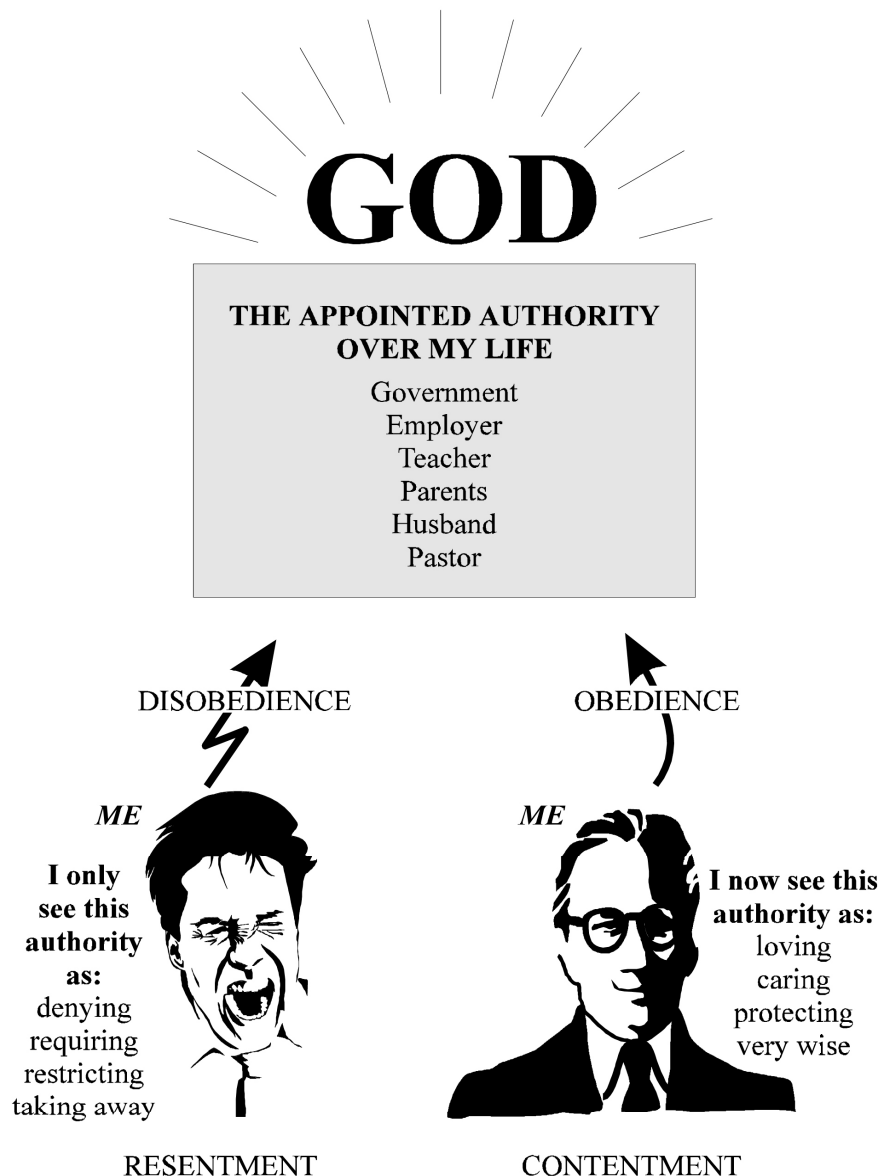 GOD
THE APPOINTED AUTHORITY
OVER MY LIFE
Government
Employer
Teacher
Parents
Husband
Pastor
DISOBEDIENCE
OBEDIENCE
ME
I only
see this
authority
as:
denying
requiring
restricting
taking away
RESENTMENT
ME
I now see this
authority as:
loving
caring
protecting
very wise
CONTENTMENT